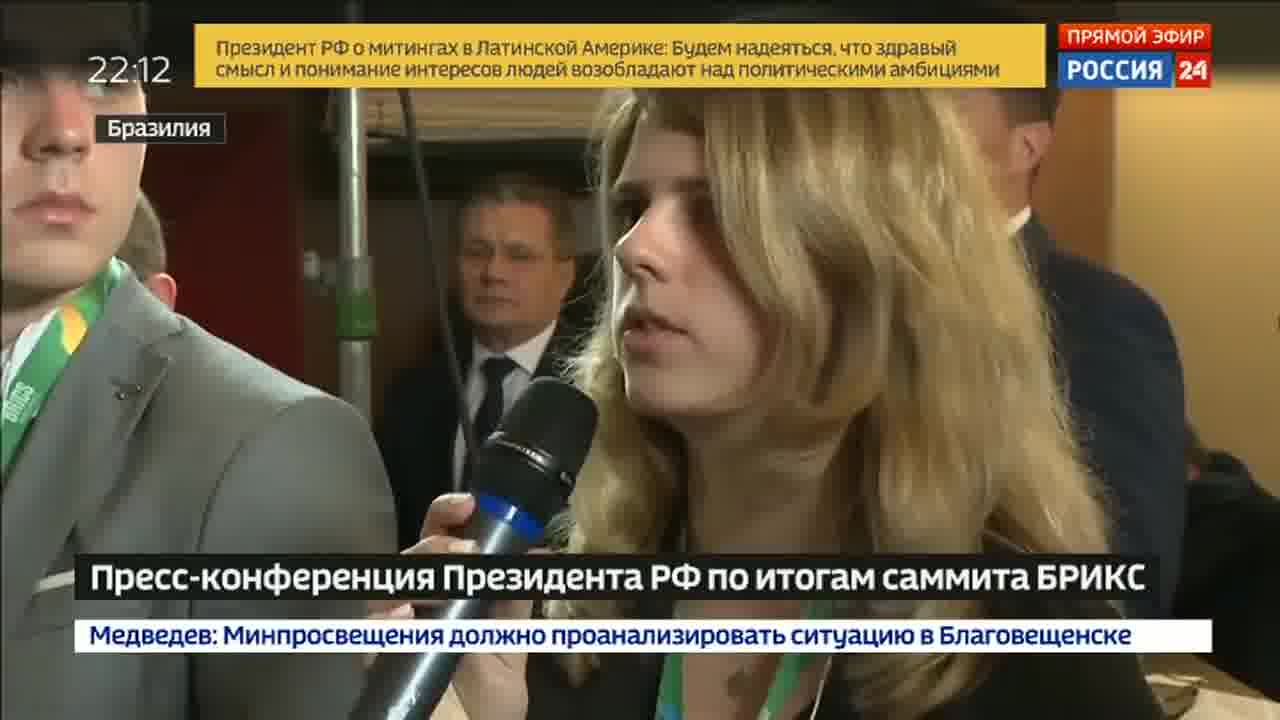 22:12
Президент РФ о митингах в Латинской Америке: Будем надеяться, что здравый
смысл и понимание интересов людей возобладают над политическими амбициями
ПРЯМОЙ ЭФИР
РОССИЯ 24
Бразилия
BRICS
Пресс-конференция Президента РФ по итогам саммита БРИКС
Медведев: Минпросвещения должно проанализировать ситуацию в Благовещенске